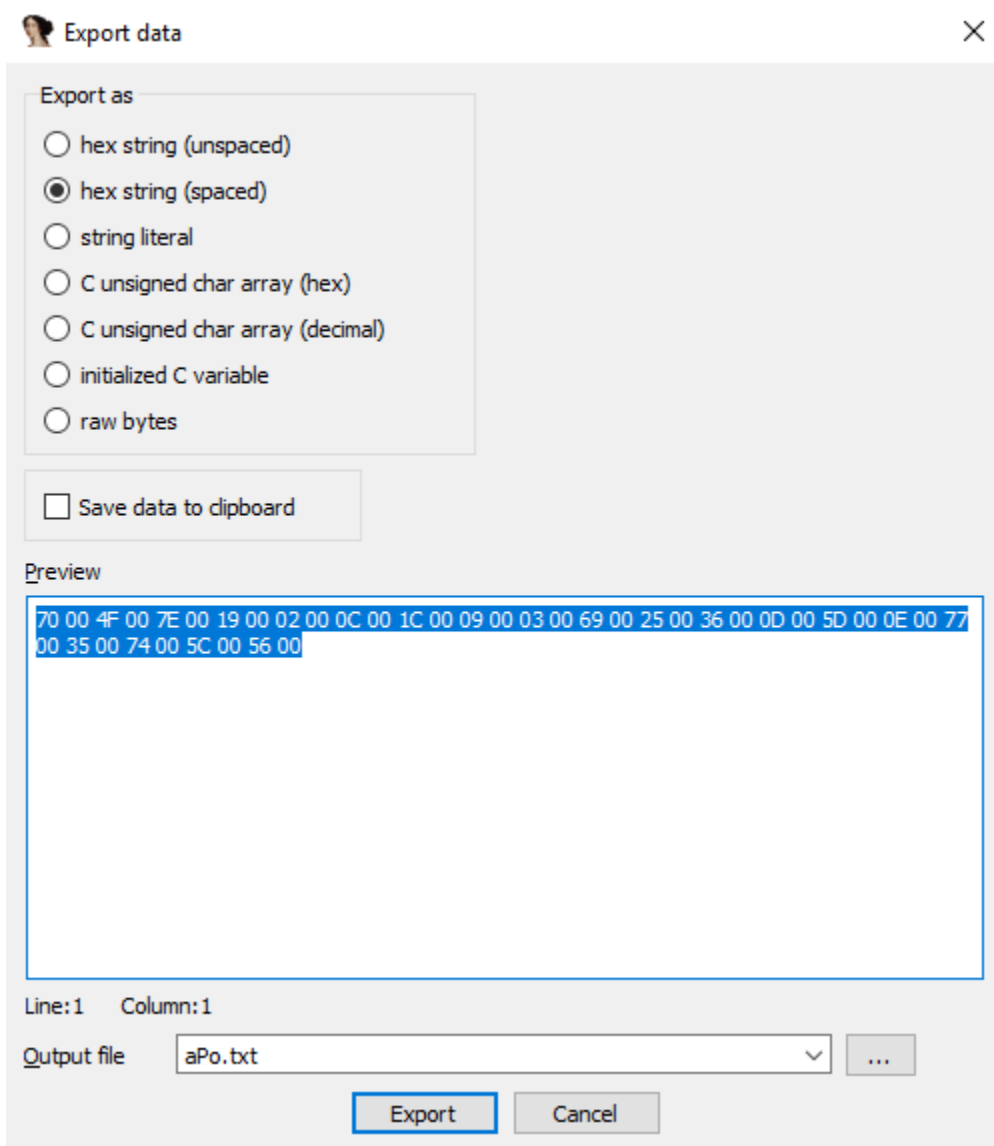 Export data
Export as
hex string (unspaced)
hex string (spaced)
string literal
C unsigned char array (hex)
C unsigned char array (decimal)
initialized C variable
raw bytes
Save data to clipboard
Preview
70 00 4F 00 7E 00 19 00 02 00 0C 00 1C 00 09 00 03 00 69 00 25 00 36 00 0D 00 5D 00 0E 00 77
00 35 00 74 00 5C 00 56 00
Line:1 Column:1
Output file aPo.txt ...
Export Cancel